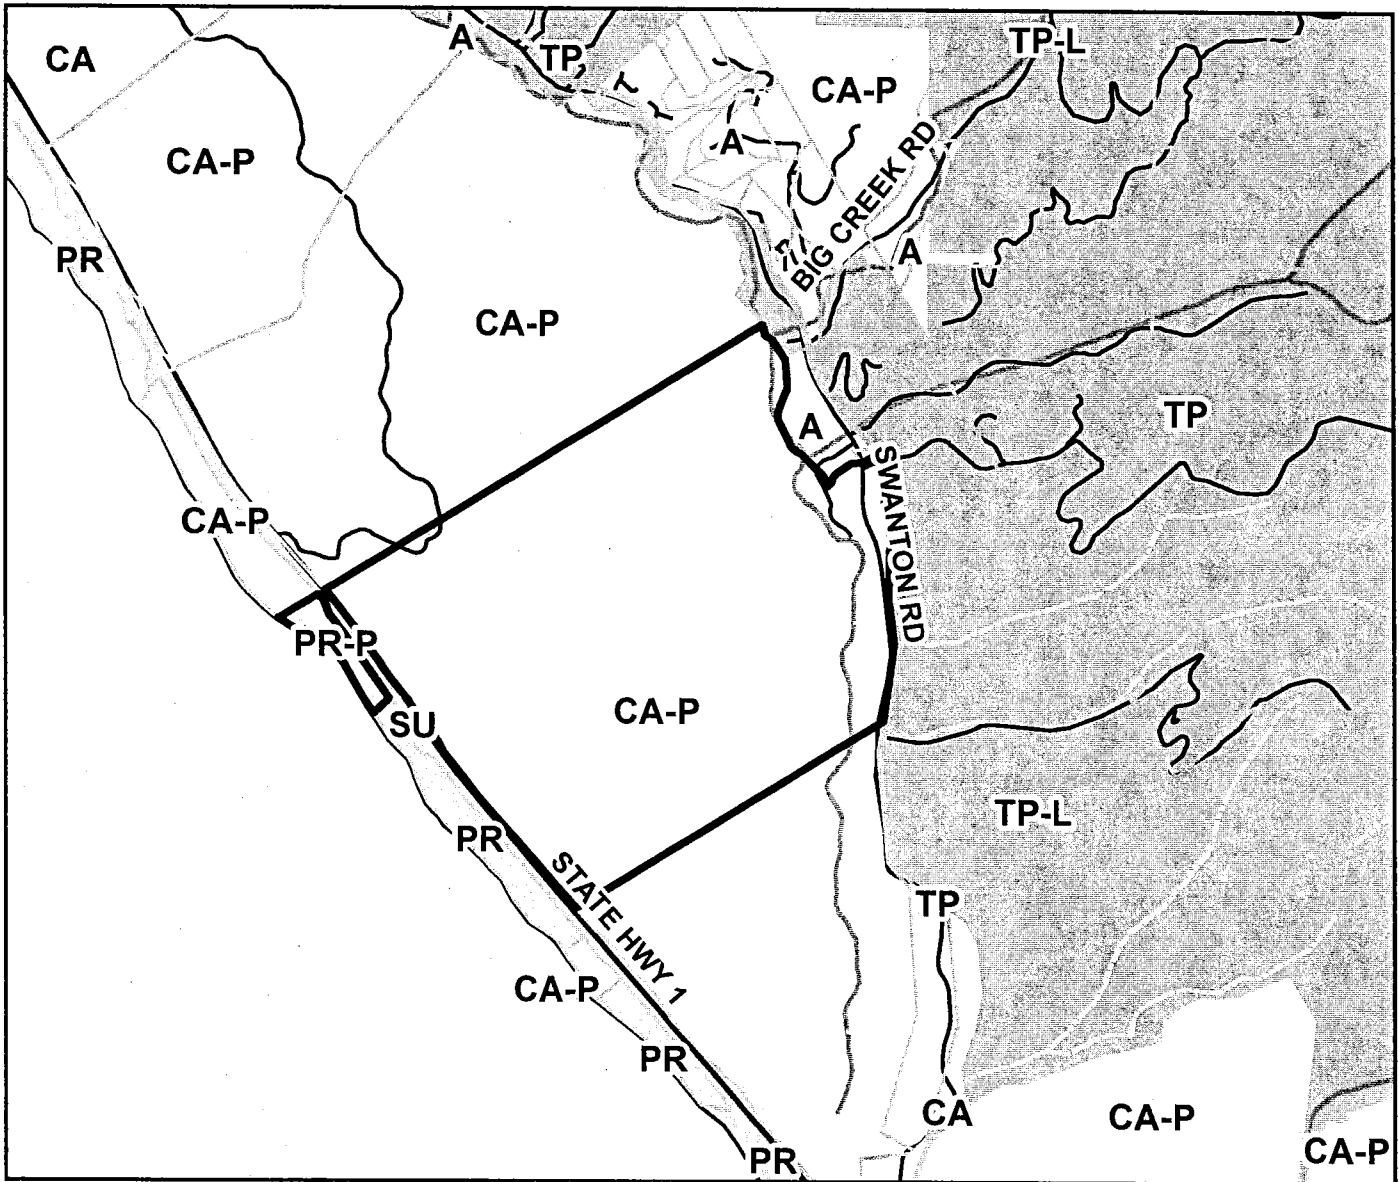 A
TP-L
CA
TP
CA-P
A
CA-P
BIG CREEK RD
PR
A
CA-P
TP
A
SWANTON RD
CA-P
PR-P
CA-P
SU
TP-L
PR
STATE HWY 1
TP
CA-P
PR
CA
CA-P
CA-P
PR